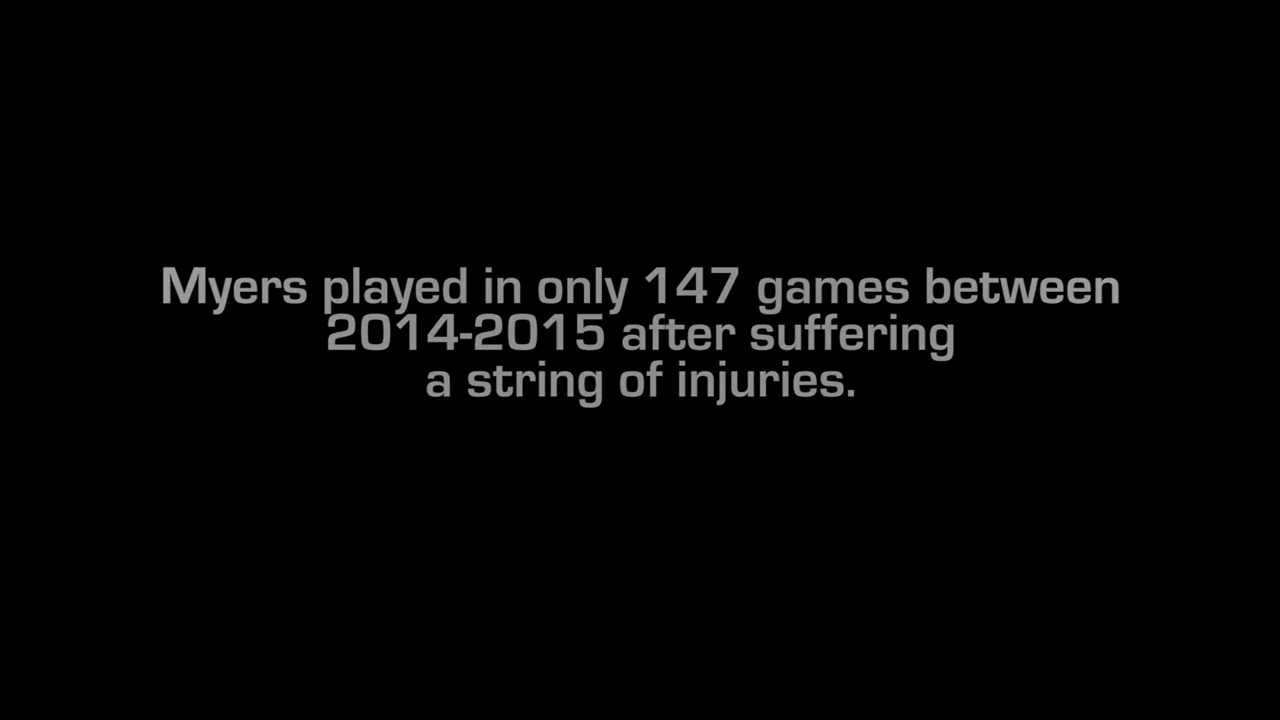 Myers played in only 147 games between
2014-2015 after suffering
a string of injuries.